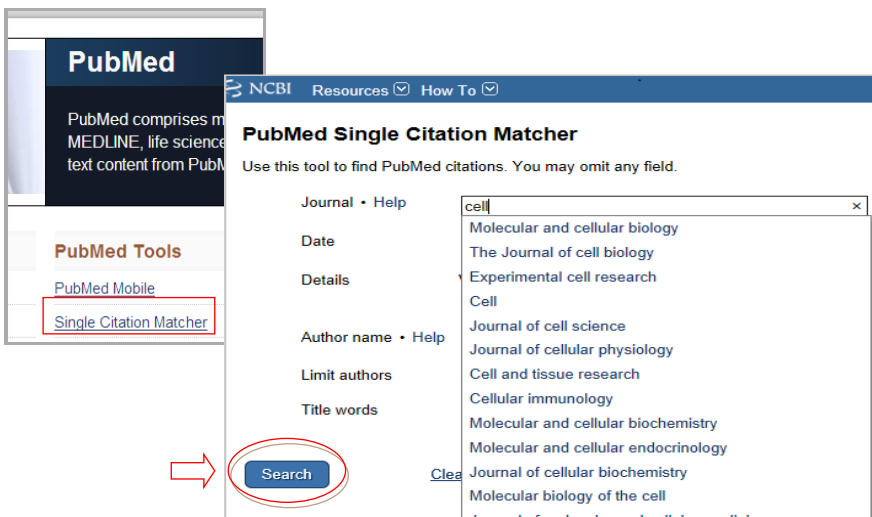 PubMed
PubMed comprises m
MEDLINE, life science
text content from PubM
PubMed Tools
PubMed Mobile
Single Citation Matcher
NCBI Resources How To
PubMed Single Citation Matcher
Use this tool to find PubMed citations. You may omit any field.
Journal • Help
cell ×
Date
Details
Author name • Help
Limit authors
Title words
Search
Clea
Molecular and cellular biology
The Journal of cell biology
Experimental cell research
Cell
Journal of cell science
Journal of cellular physiology
Cell and tissue research
Cellular immunology
Molecular and cellular biochemistry
Molecular and cellular endocrinology
Journal of cellular biochemistry
Molecular biology of the cell